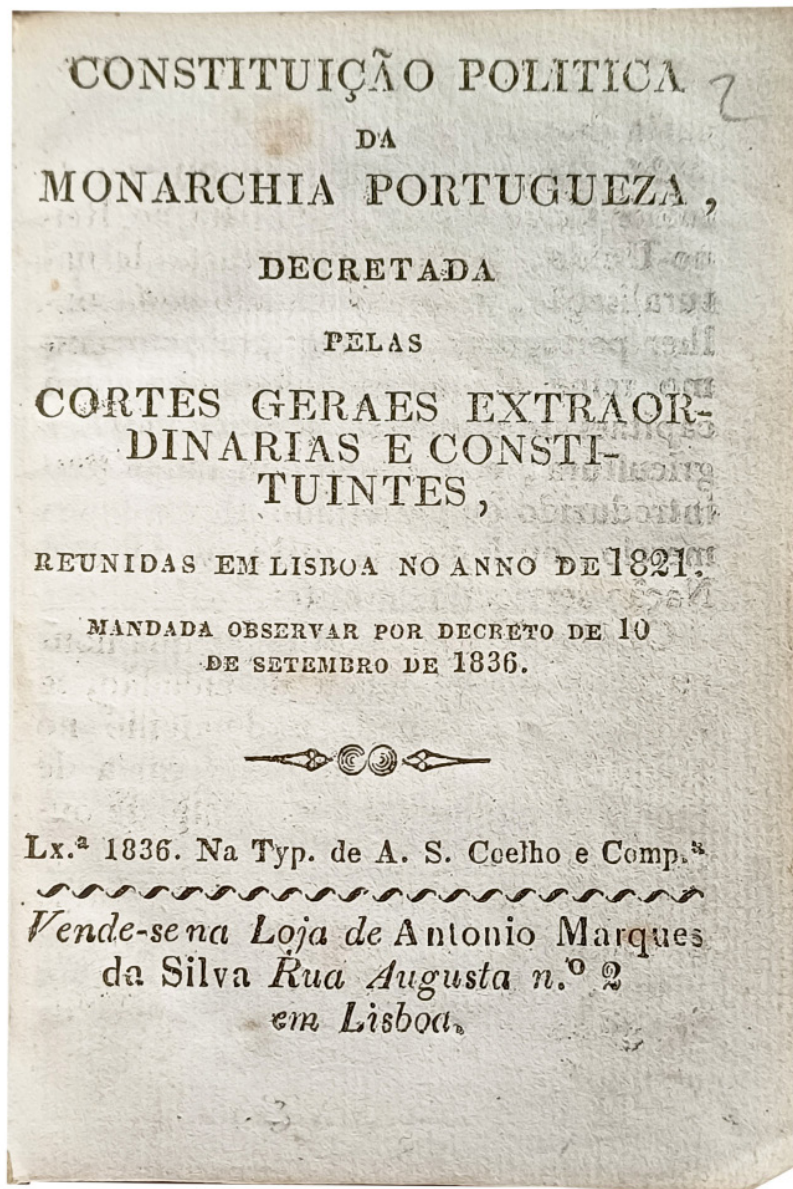 CONSTITUIÇÃO POLITICA
2
DA
MONARCHIA PORTUGUEZA,
DECRETADA
PELAS
CORTES GERAES EXTRAOR-
DINARIAS E CONSTI-
TUINTES,
REUNIDAS EM LISBOA NO ANNO DE 1821.
MANDADA OBSERVAR POR DECRETO DE 10
DE SETEMBRO DE 1836.
Lx.ª 1836. Na Typ. de A. S. Coelho e Comp.ª
Vende-se na Loja de Antonio Marques
da Silva Rua Augusta n.º 2
em Lisboa.